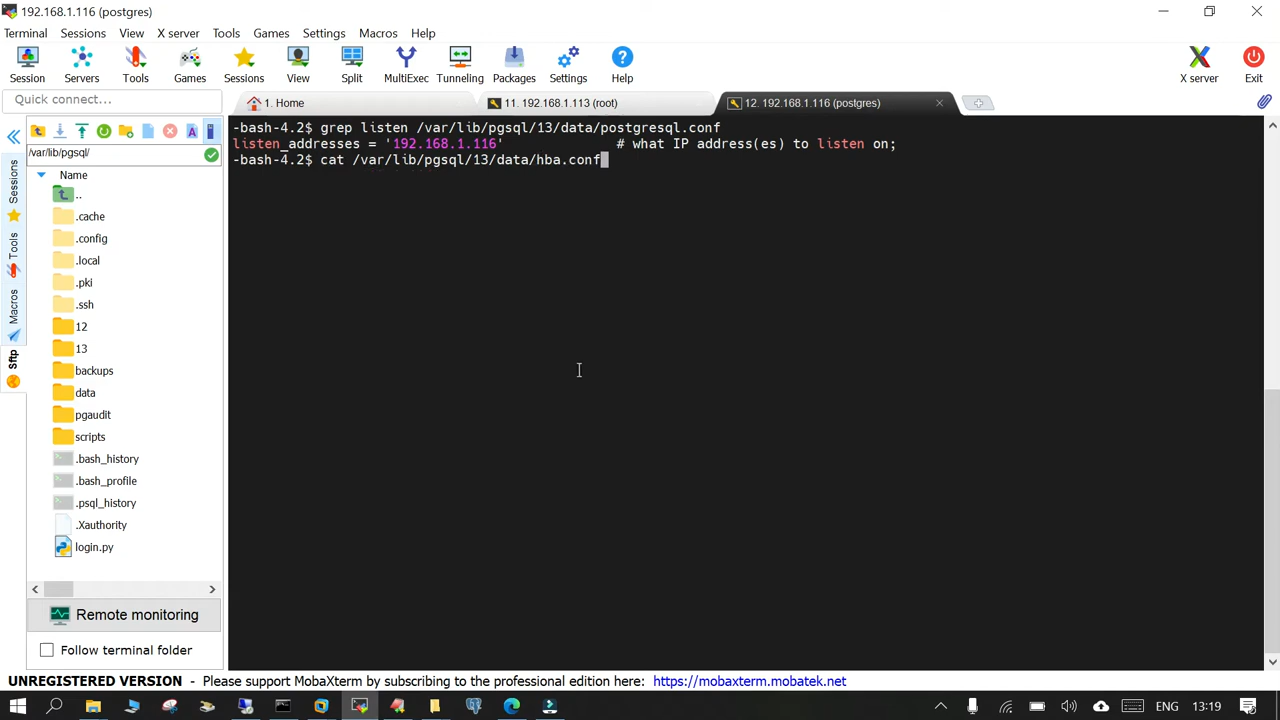 192.168.1.116 (postgres)
Terminal Sessions View X server Tools Games Settings Macros Help
Session Servers Tools Games Sessions View Split MultiExec Tunneling Packages Settings Help X server Exit
Quick connect...
1. Home
11. 192.168.1.113 (root)
12. 192.168.1.116 (postgres)
Sessions
Tools
Macros
Sftp
/var/lib/pgsql/
Name
..
.cache
.config
.local
.pki
.ssh
12
13
backups
data
pgaudit
scripts
.bash_history
.bash_profile
.psql_history
.Xauthority
login.py
Remote monitoring
Follow terminal folder
-bash-4.2$ grep listen /var/lib/pgsql/13/data/postgresql.conf
listen_addresses = '192.168.1.116' # what IP address(es) to listen on;
-bash-4.2$ cat /var/lib/pgsql/13/data/hba.conf
UNREGISTERED VERSION - Please support MobaXterm by subscribing to the professional edition here: https://mobaxterm.mobatek.net
ENG 13:19